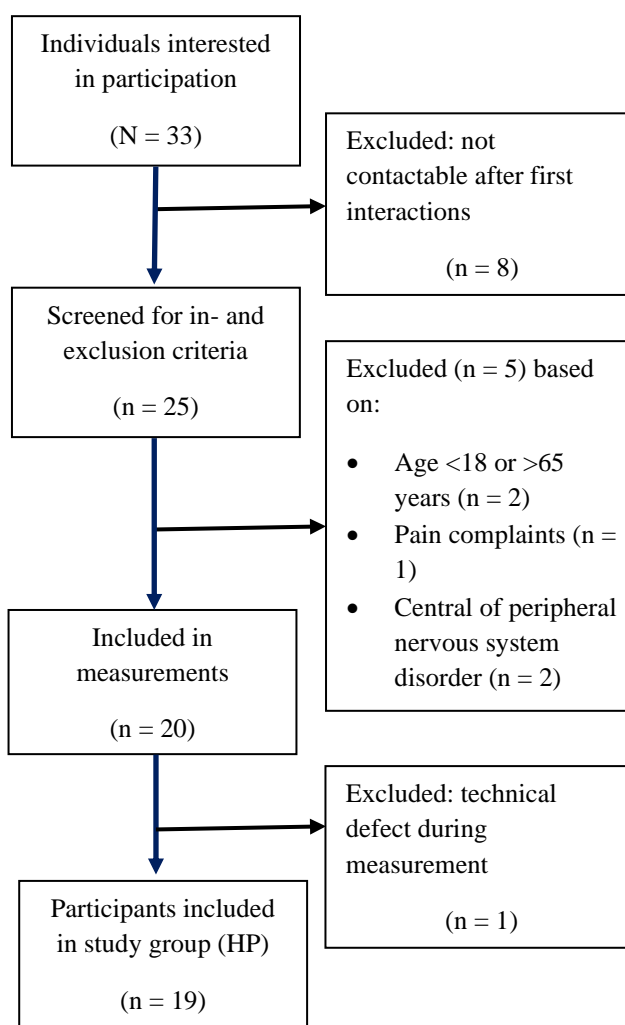 Individuals interested
in participation
(N = 33)
Excluded: not
contactable after first
interactions
(n = 8)
Screened for in- and
exclusion criteria
(n = 25)
Excluded (n = 5) based
on:
• Age <18 or >65
years (n = 2)
• Pain complaints (n =
1)
• Central of peripheral
nervous system
disorder (n = 2)
Included in
measurements
(n = 20)
Excluded: technical
defect during
measurement
(n = 1)
Participants included
in study group (HP)
(n = 19)